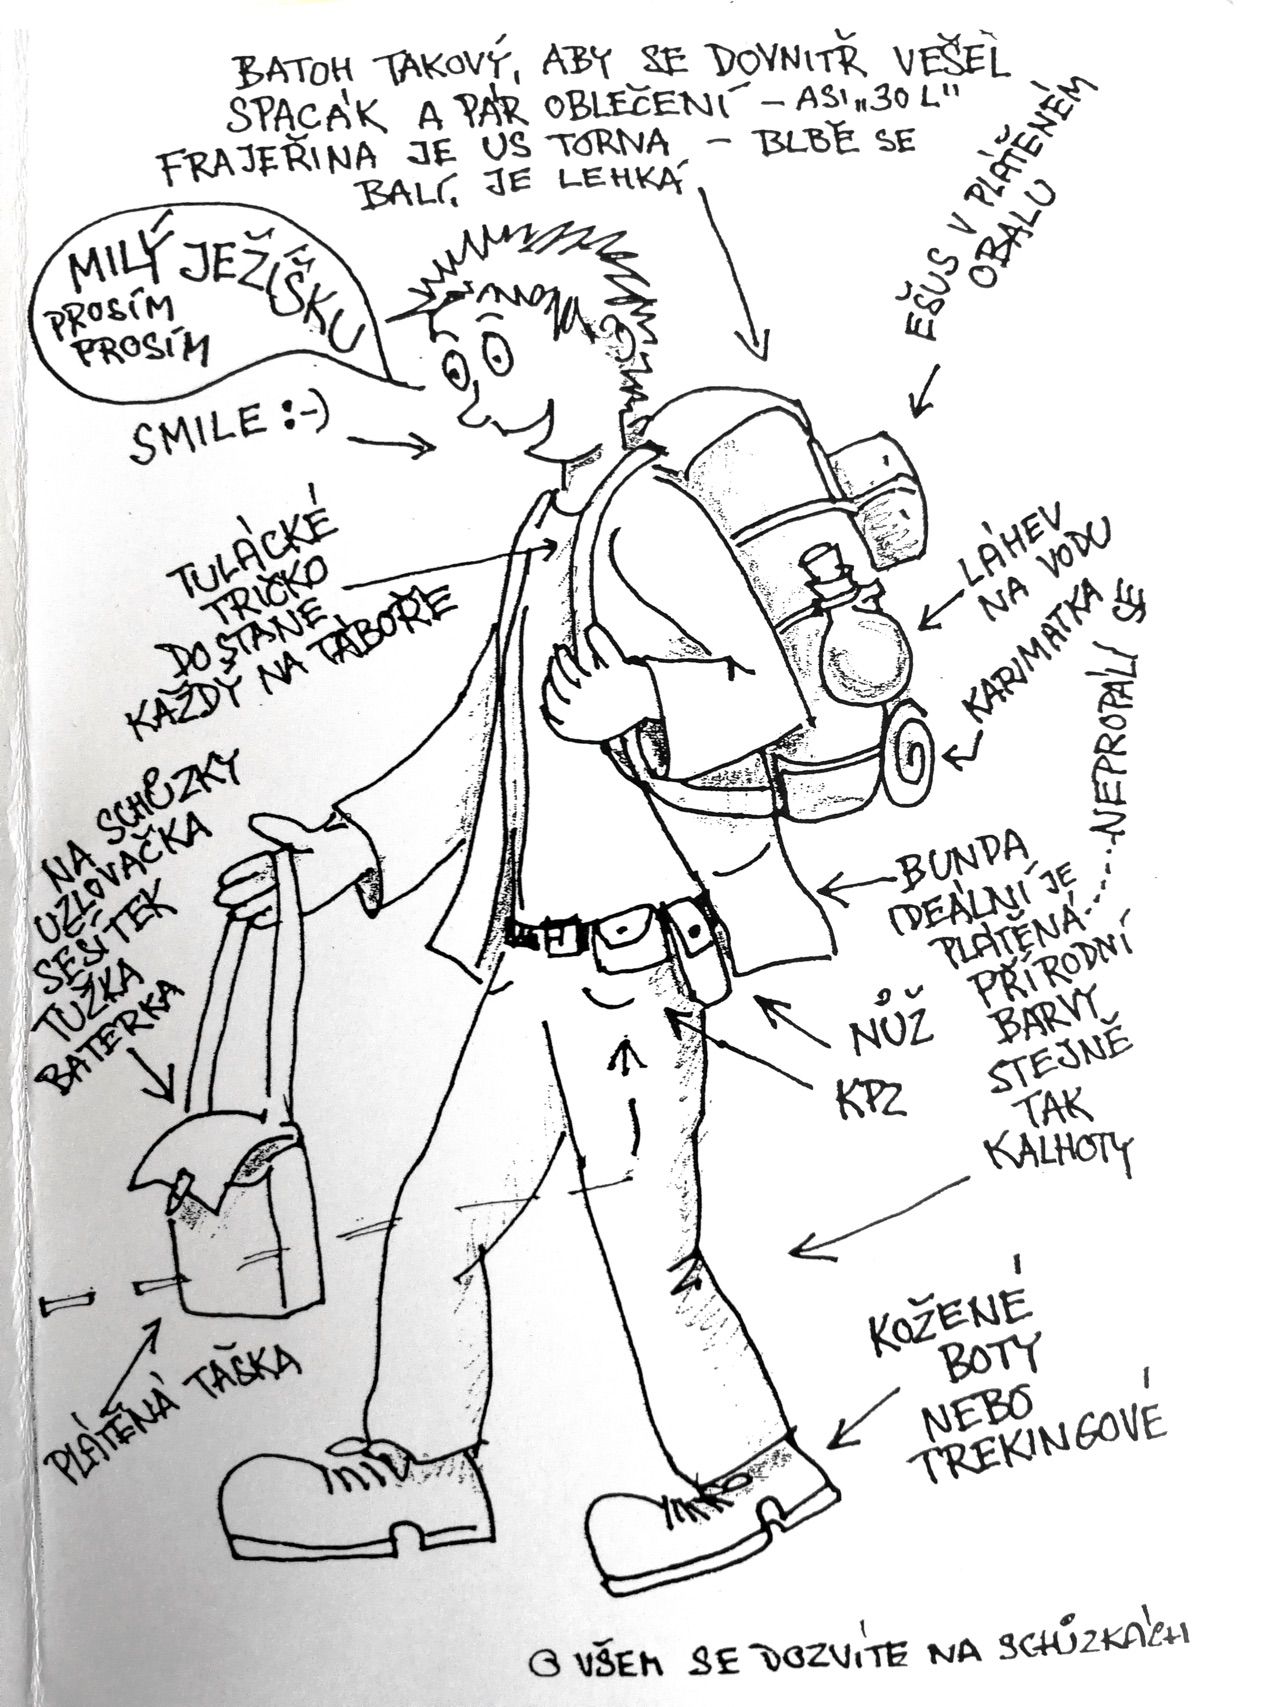 BATOH TAKOVÝ, ABY SE DOVNITŘ VEŠEL
SPACÁK A PÁR OBLEČENÍ – ASI „30 L"
FRAJEŘINA JE US TORNA – BLBĚ SE
BALÍ, JE LEHKÁ
EŠUS V PLÁTĚNÉM
OBALU
MILÝ JEŽÍŠKU
PROSÍM
PROSÍM
SMILE :-)
TULÁCKÉ
TRIČKO
DOSTANE
KAŽDÝ NA TÁBOŘE
LÁHEV
NA VODU
KARIMATKA
NA SCHŮZKY
UZLOVAČKA
SEŠÍTEK
TUŽKA
BATERKA
BUNDA
IDEÁLNÍ JE
PLÁTĚNÁ ..... NEPROPÁLÍ SE
PŘÍRODNÍ
BARVY
STEJNĚ
TAK
KALHOTY
NŮŽ
KPZ
PLÁTĚNÁ TAŠKA
KOŽENÉ
BOTY
NEBO
TREKINGOVÉ
O VŠEM SE DOZVÍTE NA SCHŮZKÁCH